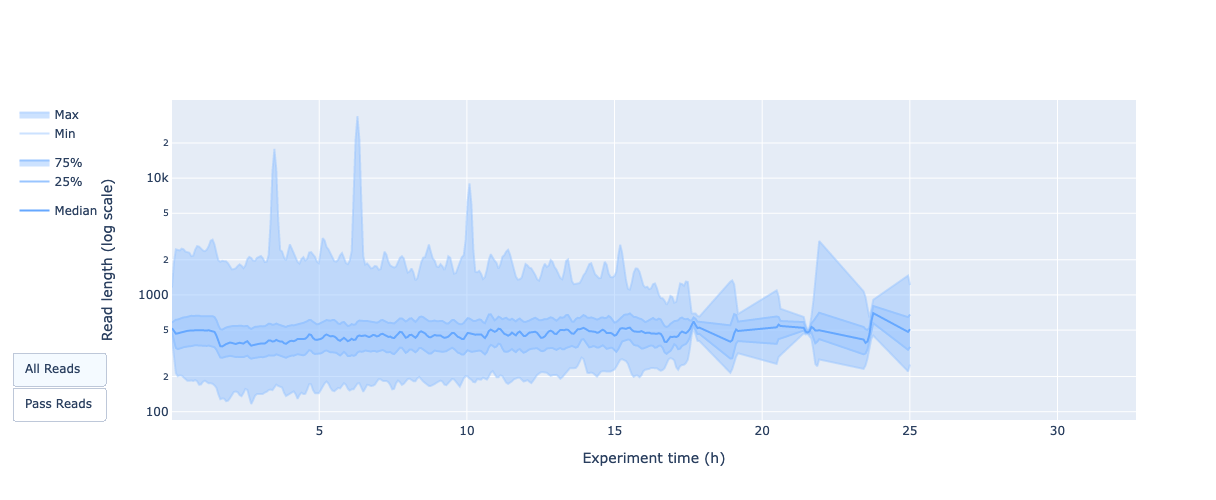 Max
Min
75%
25%
Median
Read length (log scale)
2
10k
5
2
1000
5
2
100
All Reads
Pass Reads
5 10 15 20 25 30
Experiment time (h)